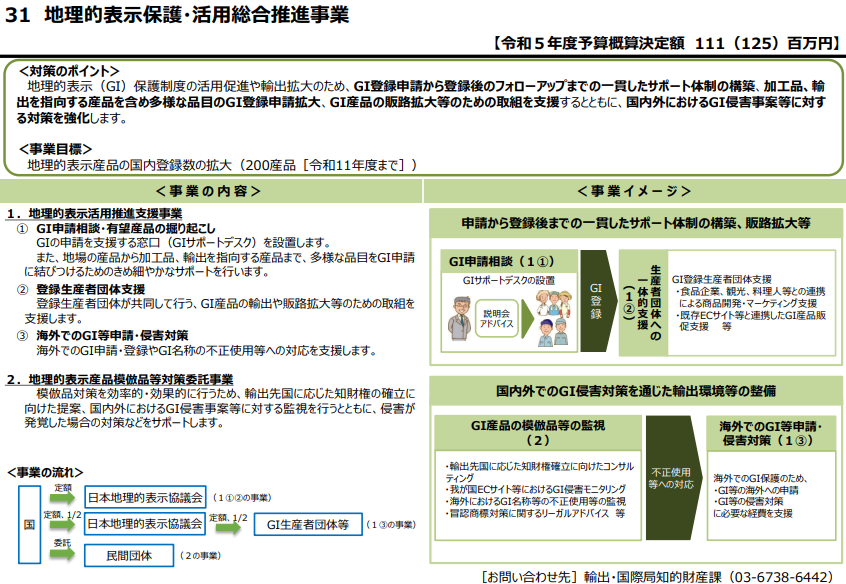 31 地理的表示保護・活用総合推進事業
【令和５年度予算概算決定額 111（125）百万円】
＜対策のポイント＞
地理的表示（GI）保護制度の活用促進や輸出拡大のため、GI登録申請から登録後のフォローアップまでの一貫したサポート体制の構築、加工品、輸
出を指向する産品を含め多様な品目のGI登録申請拡大、GI産品の販路拡大等のための取組を支援するとともに、国内外におけるGI侵害事案等に対す
る対策を強化します。
＜事業目標＞
地理的表示産品の国内登録数の拡大（200産品［令和11年度まで］）
＜事業の内容＞
１．地理的表示活用推進支援事業
① GI申請相談・有望産品の掘り起こし
GIの申請を支援する窓口（GIサポートデスク）を設置します。
また、地場の産品から加工品、輸出を指向する産品まで、多様な品目をGI申請
に結びつけるためのきめ細やかなサポートを行います。
② 登録生産者団体支援
登録生産者団体が共同して行う、GI産品の輸出や販路拡大等のための取組を
支援します。
③ 海外でのGI等申請・侵害対策
海外でのGI申請・登録やGI名称の不正使用等への対応を支援します。
２．地理的表示産品模倣品等対策委託事業
模倣品対策を効率的・効果的に行うため、輸出先国に応じた知財権の確立に
向けた提案、国内外におけるGI侵害事案等に対する監視を行うとともに、侵害が
発覚した場合の対策などをサポートします。
＜事業の流れ＞
国
定額
日本地理的表示協議会
（１①②の事業）
定額、1/2
日本地理的表示協議会
定額、1/2
GI生産者団体等
（１③の事業）
委託
民間団体
（２の事業）
＜事業イメージ＞
申請から登録後までの一貫したサポート体制の構築、販路拡大等
GI申請相談（１①）
GIサポートデスクの設置
説明会
アドバイス
GI登録
生産者団体への
一体的支援
（１②）
GI登録生産者団体支援
・食品企業、観光、料理人等との連携
による商品開発・マーケティング支援
・既存ECサイト等と連携したGI産品販
促支援 等
国内外でのGI侵害対策を通じた輸出環境等の整備
GI産品の模倣品等の監視
（２）
・輸出先国に応じた知財権確立に向けたコンサル
ティング
・我が国ECサイト等におけるGI侵害モニタリング
・海外におけるGI名称等の不正使用等の監視
・冒認商標対策に関するリーガルアドバイス 等
不正使用
等への対応
海外でのGI等申請・
侵害対策（１③）
海外でのGI保護のため、
・GI等の海外への申請
・GI等の侵害対策
に必要な経費を支援
［お問い合わせ先］輸出・国際局知的財産課（03-6738-6442）